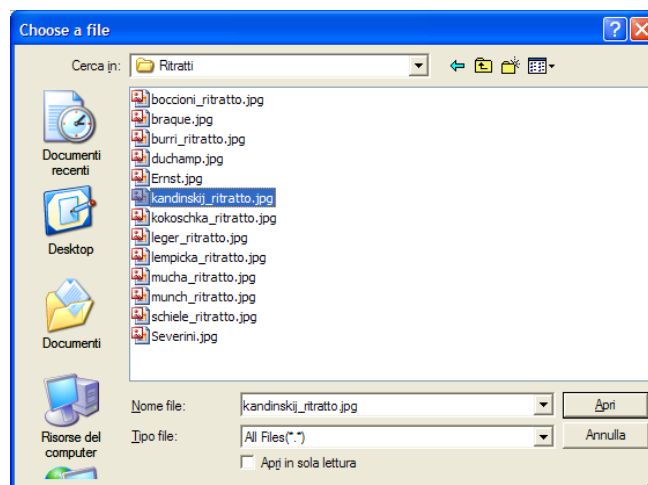 Choose a file
Cerca in:
Ritratti
boccioni_ritratto.jpg
braque.jpg
burri_ritratto.jpg
duchamp.jpg
Ernst.jpg
kandinskij_ritratto.jpg
kokoschka_ritratto.jpg
leger_ritratto.jpg
lempicka_ritratto.jpg
mucha_ritratto.jpg
munch_ritratto.jpg
schiele_ritratto.jpg
Severini.jpg
Documenti
recenti
Desktop
Documenti
Risorse del
computer
Nome file:
kandinskij_ritratto.jpg
Apri
Tipo file:
All Files(*.*)
Annulla
Apri in sola lettura